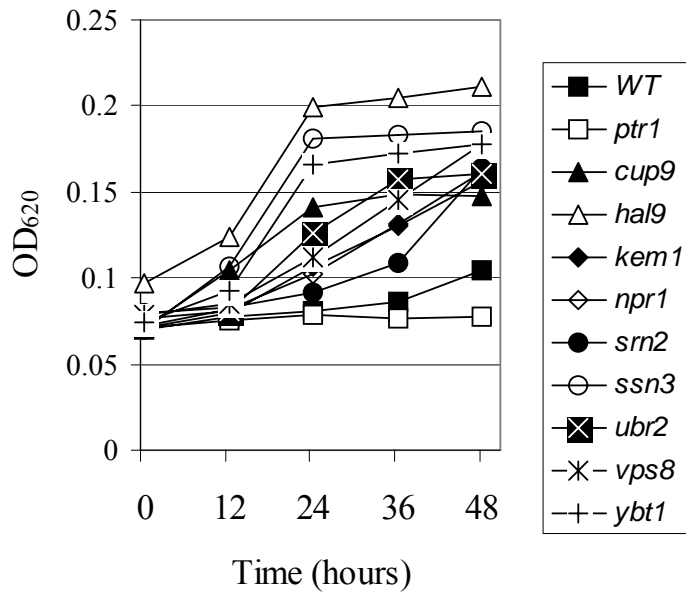 0.25
0.2
0.15
0.1
0.05
0
OD620
0 12 24 36 48
Time (hours)
WT
ptr1
cup9
hal9
kem1
npr1
srn2
ssn3
ubr2
vps8
ybt1